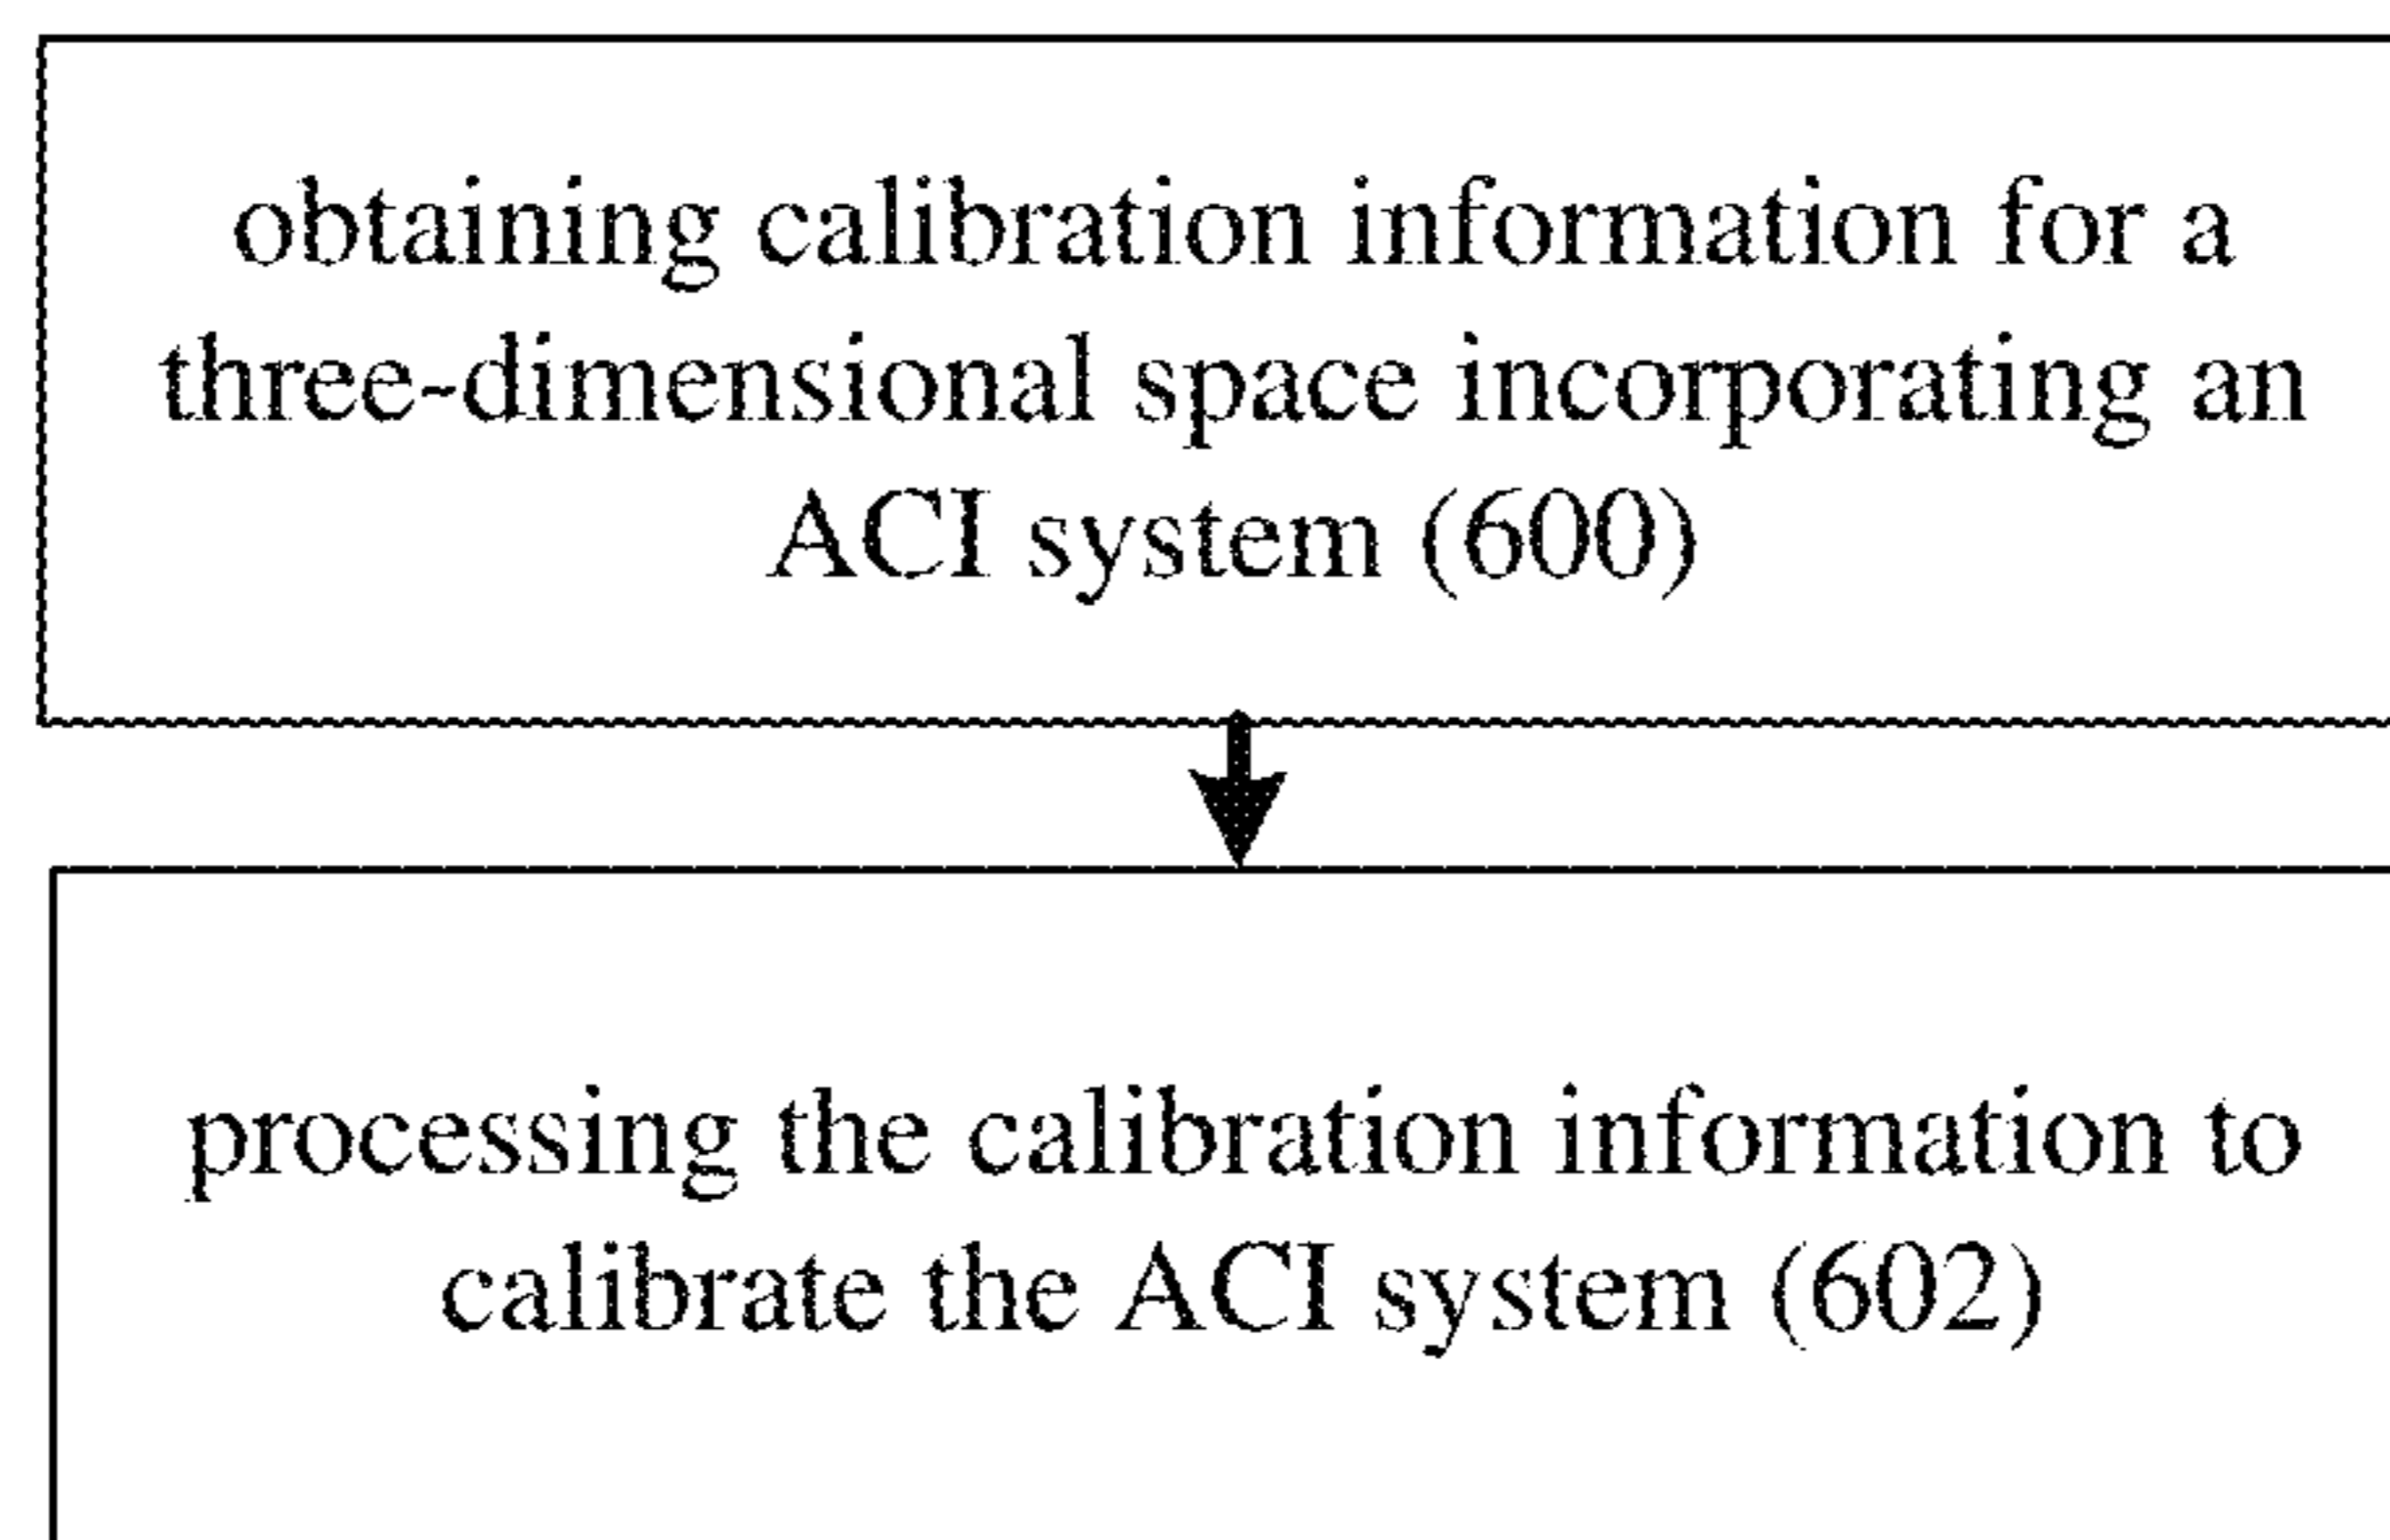 obtaining calibration information for a
three-dimensional space incorporating an
ACI system (600)
processing the calibration information to
calibrate the ACI system (602)